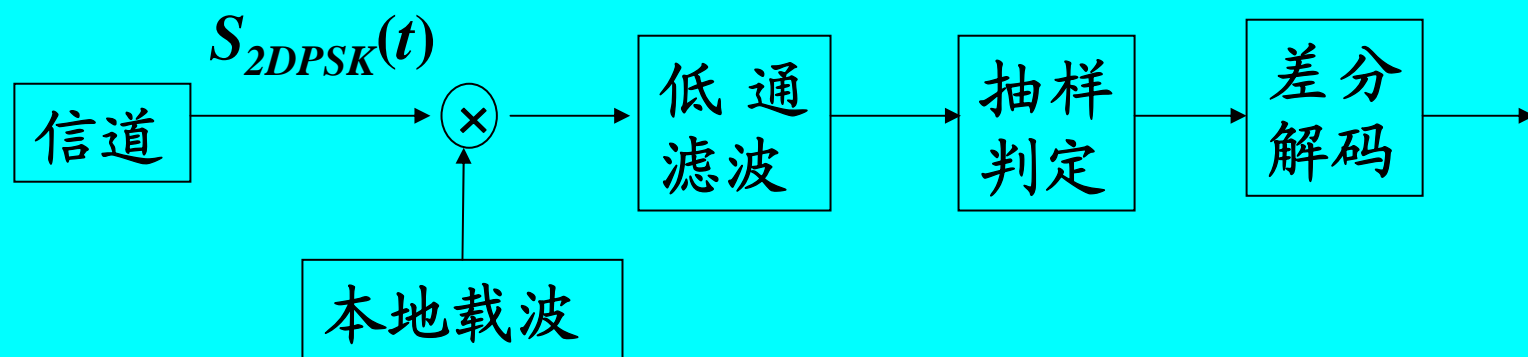 S2DPSK(t)
信道
×
低 通
滤波
抽样
判定
差分
解码
本地载波